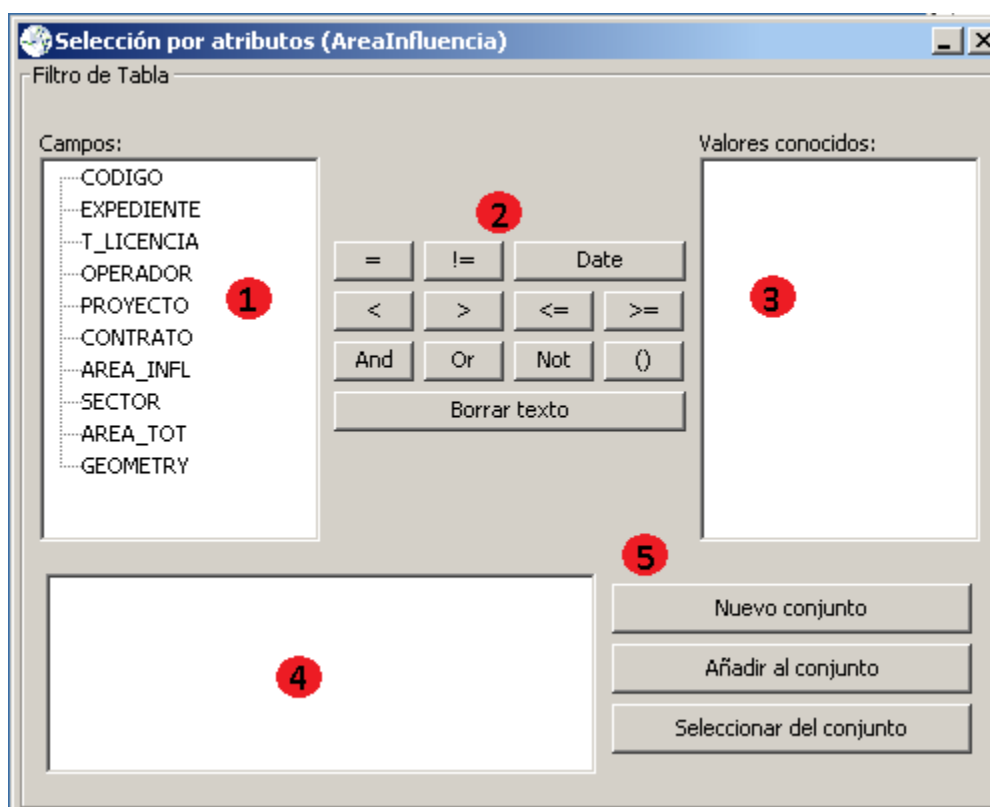 Selección por atributos (AreaInfluencia)
Filtro de Tabla
Campos:
CODIGO
EXPEDIENTE
T_LICENCIA
OPERADOR
PROYECTO
CONTRATO
AREA_INFL
SECTOR
AREA_TOT
GEOMETRY
1
2
= != Date
< > <= >=
And Or Not ()
Borrar texto
Valores conocidos:
3
4
5
Nuevo conjunto
Añadir al conjunto
Seleccionar del conjunto